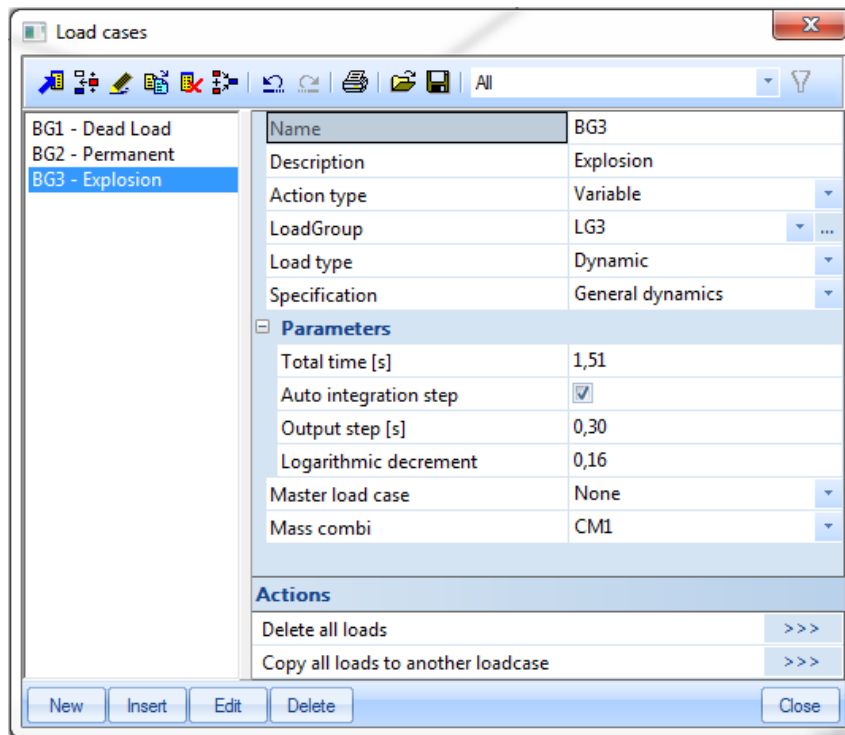 Load cases
All
BG1 - Dead Load
BG2 - Permanent
BG3 - Explosion
Name BG3
Description Explosion
Action type Variable
LoadGroup LG3 ...
Load type Dynamic
Specification General dynamics
Parameters
Total time [s] 1,51
Auto integration step
Output step [s] 0,30
Logarithmic decrement 0,16
Master load case None
Mass combi CM1
Actions
Delete all loads >>>
Copy all loads to another loadcase >>>
New Insert Edit Delete Close